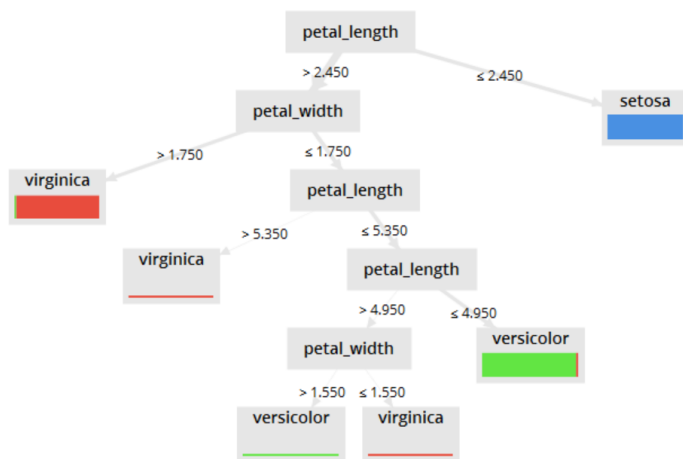 petal_length
> 2.450
≤ 2.450
petal_width
setosa
> 1.750
≤ 1.750
virginica
petal_length
> 5.350
≤ 5.350
virginica
petal_length
> 4.950
≤ 4.950
petal_width
versicolor
> 1.550
≤ 1.550
versicolor
virginica